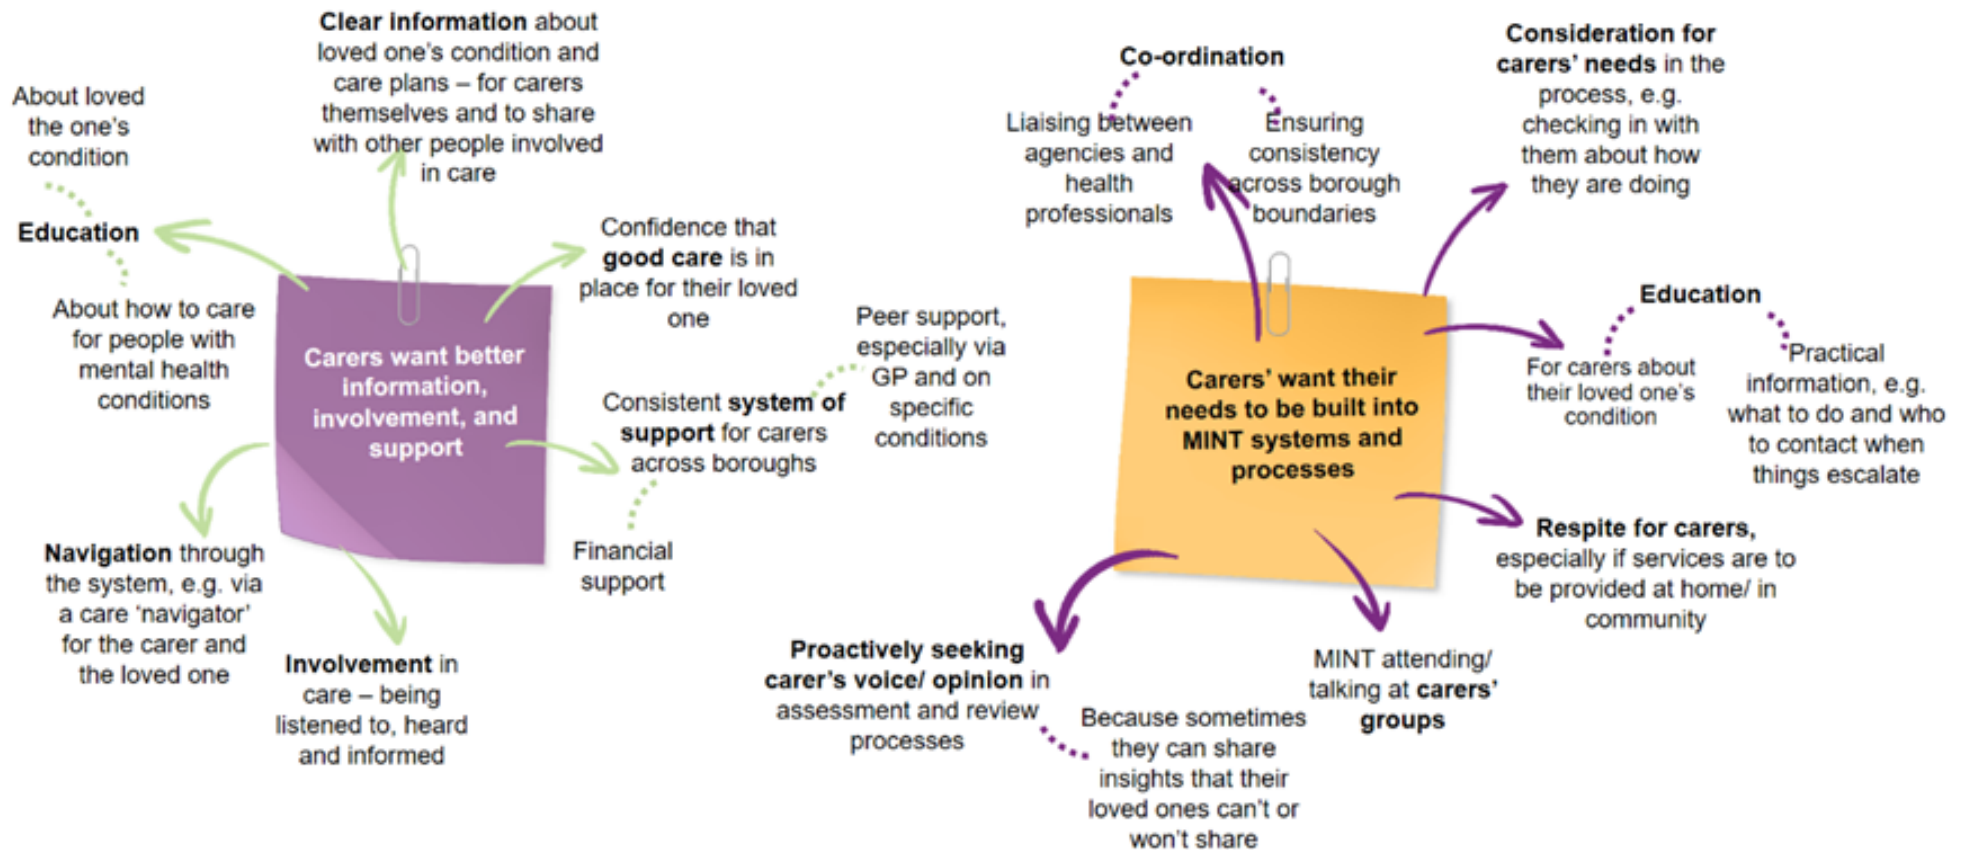 Clear information about
loved one's condition and
care plans – for carers
themselves and to share
with other people involved
in care
About loved
the one's
condition
Education
About how to care
for people with
mental health
conditions
Confidence that
good care is in
place for their loved
one
Carers want better
information,
involvement, and
support
Peer support,
especially via
GP and on
specific
conditions
Consistent system of
support for carers
across boroughs
Financial
support
Navigation through
the system, e.g. via
a care 'navigator'
for the carer and
the loved one
Involvement in
care – being
listened to, heard
and informed
Co-ordination
Liaising between
agencies and
health
professionals
Ensuring
consistency
across borough
boundaries
Consideration for
carers' needs in the
process, e.g.
checking in with
them about how
they are doing
Education
For carers about
their loved one's
condition
Practical
information, e.g.
what to do and who
to contact when
things escalate
Carers' want their
needs to be built into
MINT systems and
processes
Respite for carers,
especially if services are to
be provided at home/ in
community
MINT attending/
talking at carers'
groups
Proactively seeking
carer's voice/ opinion in
assessment and review
processes
Because sometimes
they can share
insights that their
loved ones can't or
won't share